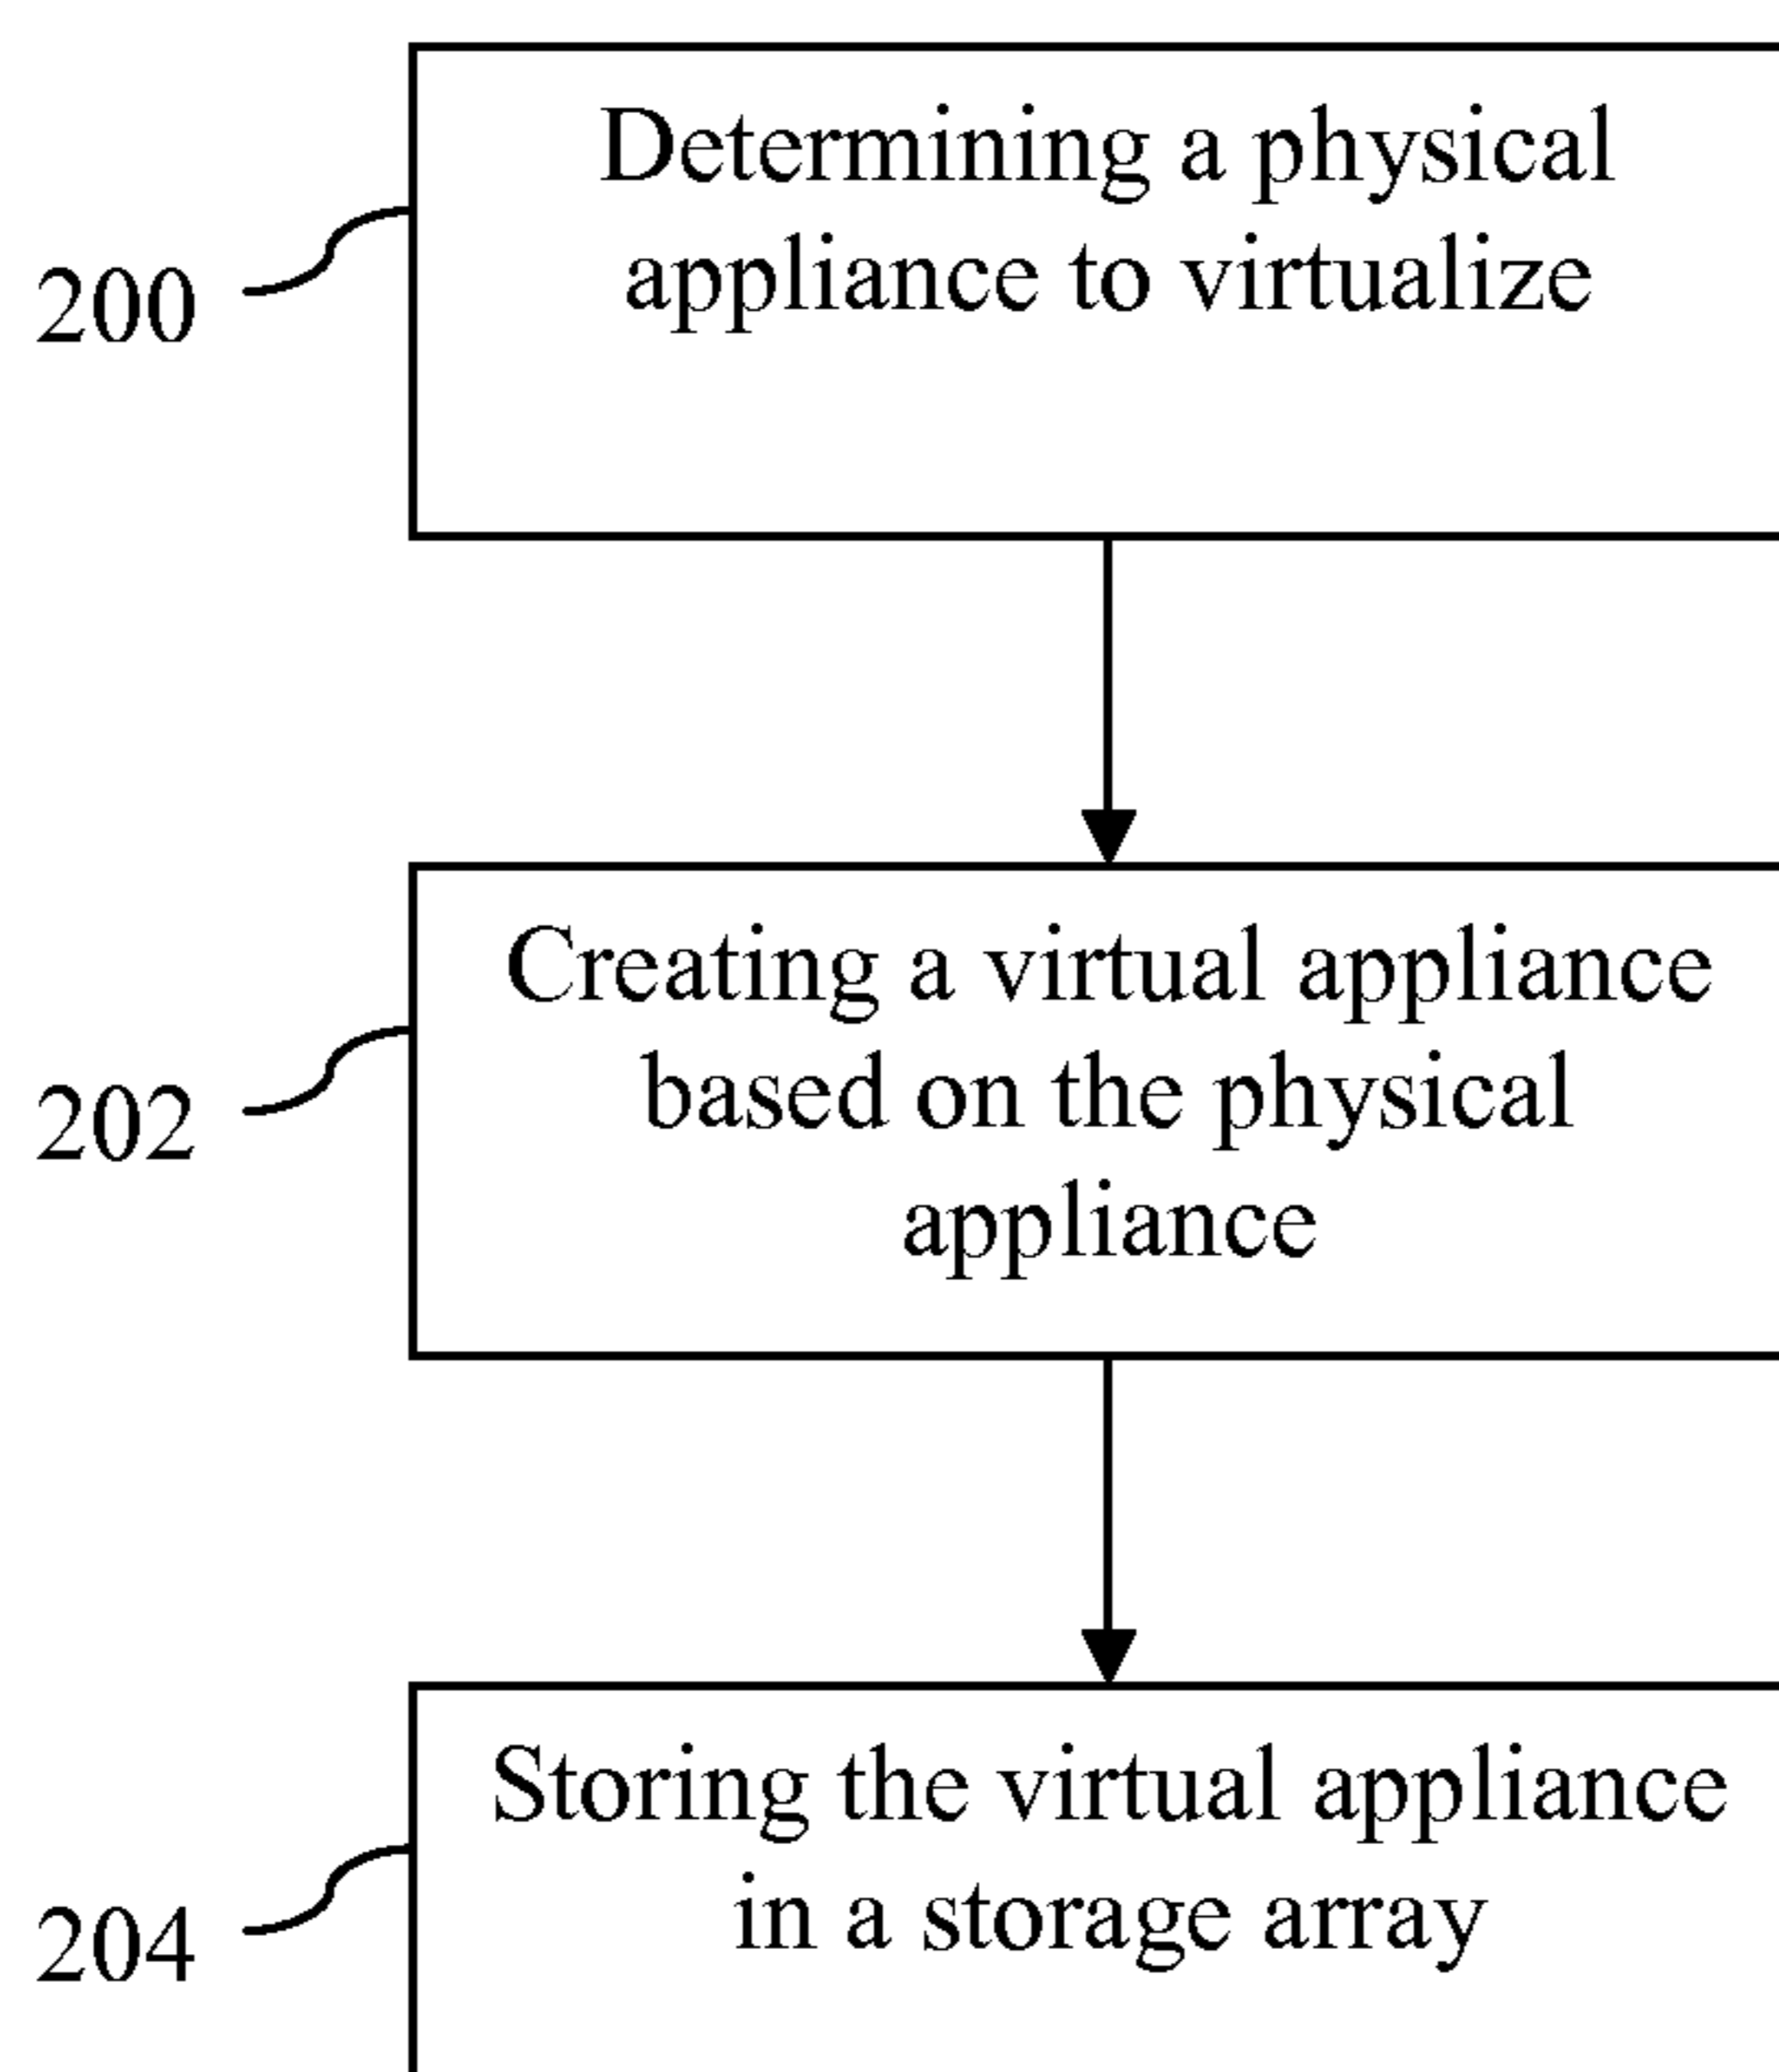 Determining a physical
appliance to virtualize
200
Creating a virtual appliance
based on the physical
appliance
202
Storing the virtual appliance
in a storage array
204